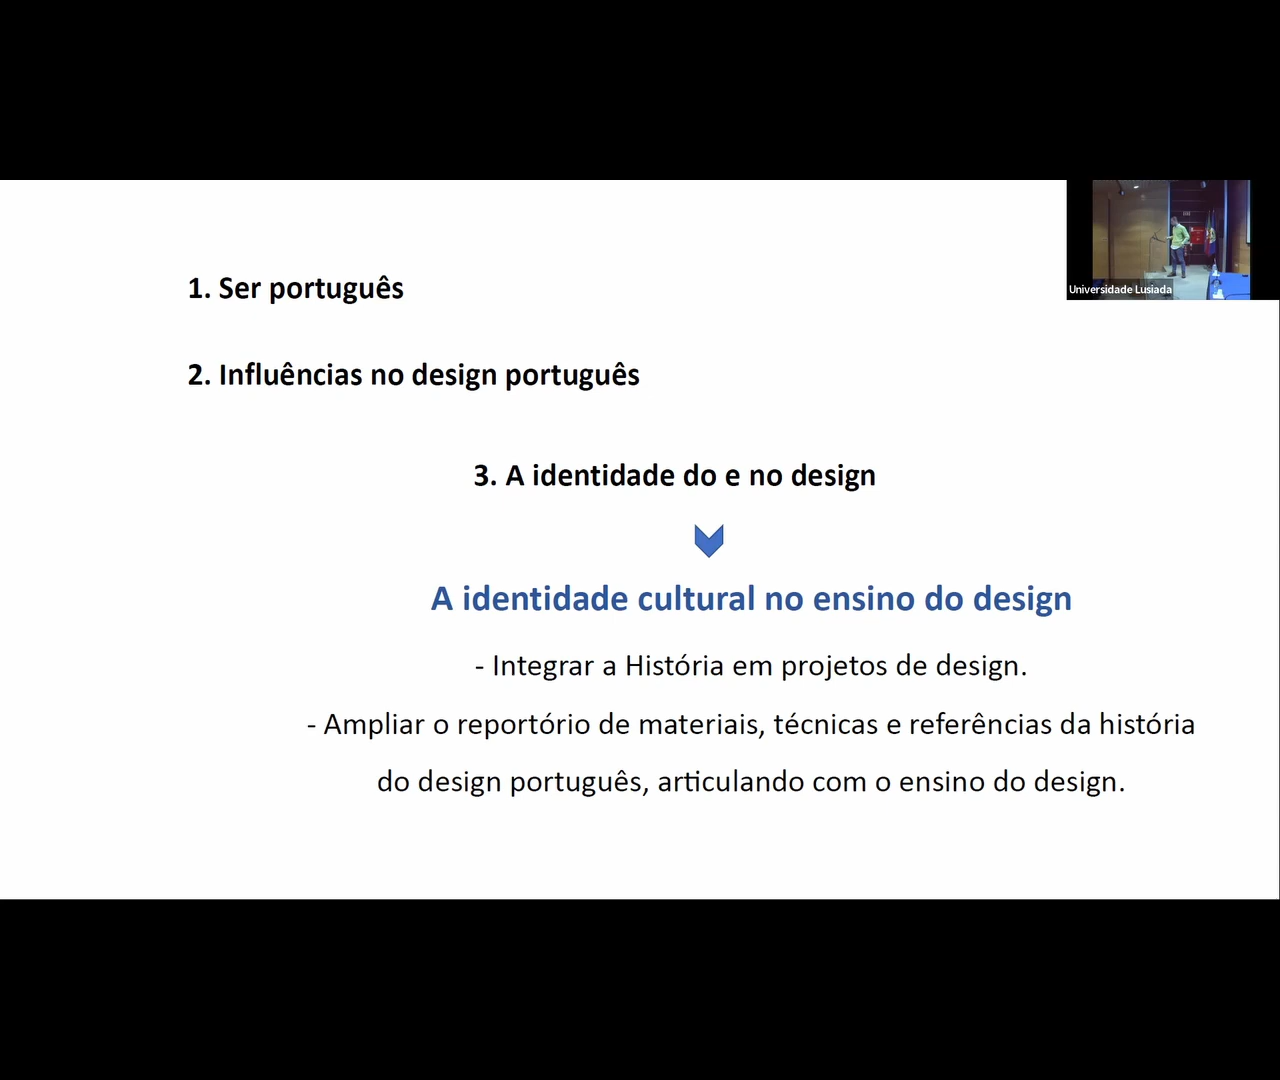 Universidade Lusiada
1. Ser português
2. Influências no design português
3. A identidade do e no design
A identidade cultural no ensino do design
- Integrar a História em projetos de design.
- Ampliar o reportório de materiais, técnicas e referências da história
do design português, articulando com o ensino do design.